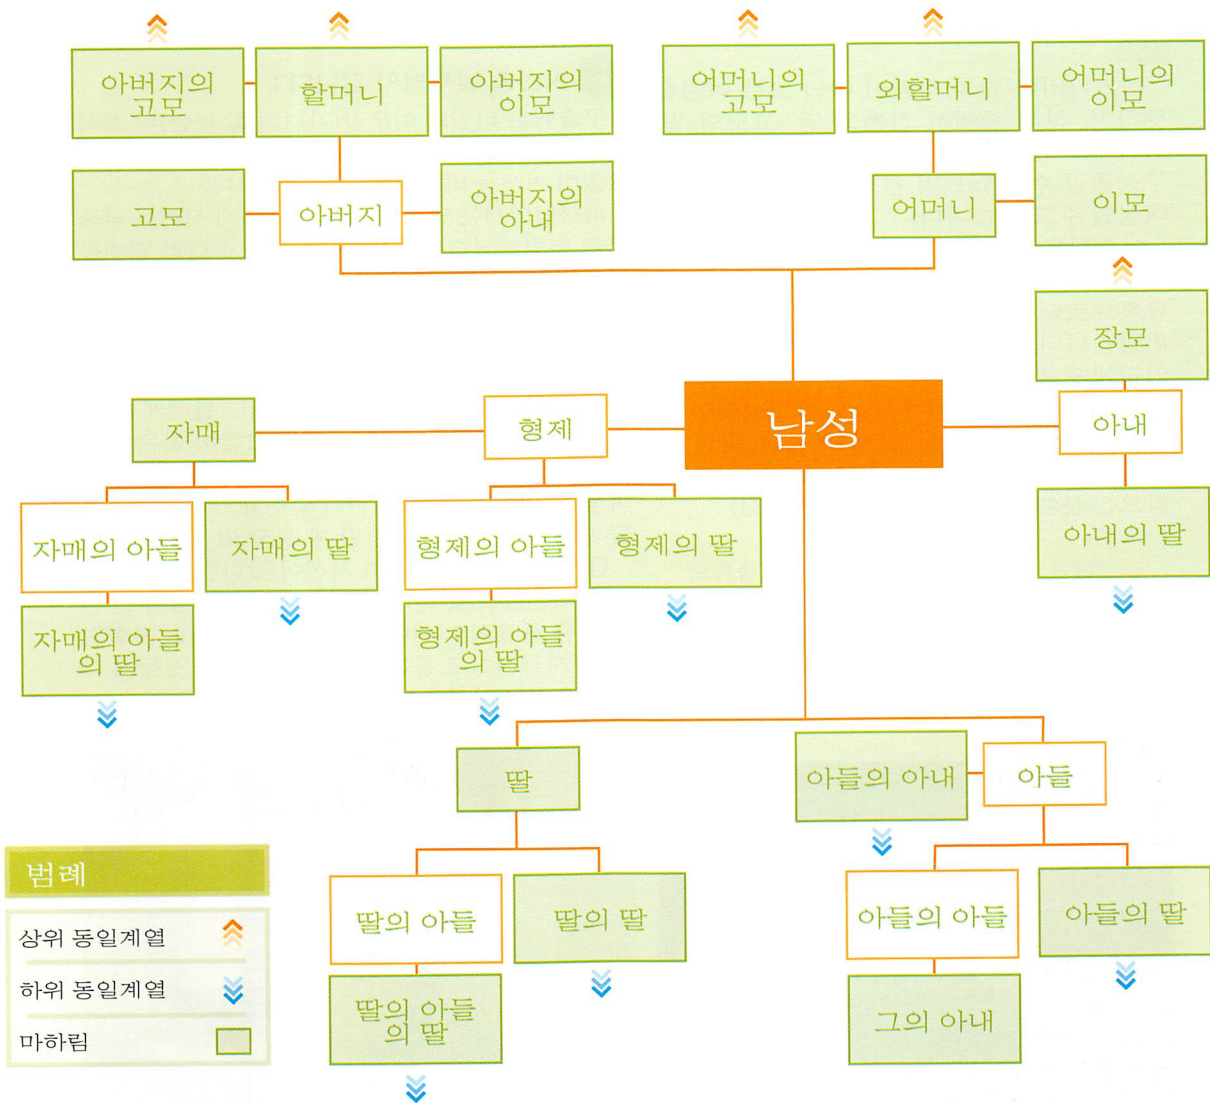 아버지의
고모
할머니
아버지의
이모
어머니의
고모
외할머니
어머니의
이모
고모
아버지
아버지의
아내
어머니
이모
장모
자매
형제
남성
아내
자매의 아들
자매의 딸
형제의 아들
형제의 딸
아내의 딸
자매의 아들
의 딸
형제의 아들
의 딸
딸
아들의 아내
아들
딸의 아들
딸의 딸
아들의 아들
아들의 딸
딸의 아들
의 딸
그의 아내
범례
상위 동일계열
하위 동일계열
마하림